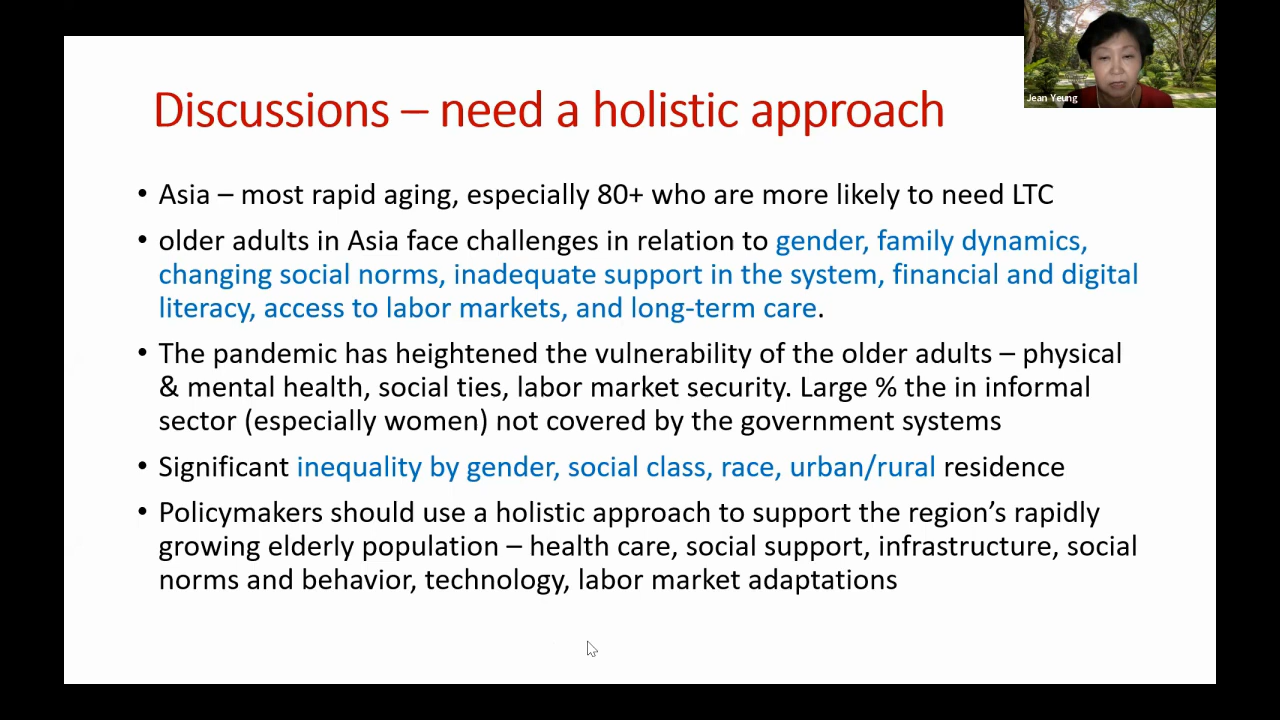 Jean Yeung
Discussions – need a holistic approach
• Asia – most rapid aging, especially 80+ who are more likely to need LTC
• older adults in Asia face challenges in relation to gender, family dynamics,
changing social norms, inadequate support in the system, financial and digital
literacy, access to labor markets, and long-term care.
• The pandemic has heightened the vulnerability of the older adults – physical
& mental health, social ties, labor market security. Large % the in informal
sector (especially women) not covered by the government systems
• Significant inequality by gender, social class, race, urban/rural residence
• Policymakers should use a holistic approach to support the region’s rapidly
growing elderly population – health care, social support, infrastructure, social
norms and behavior, technology, labor market adaptations